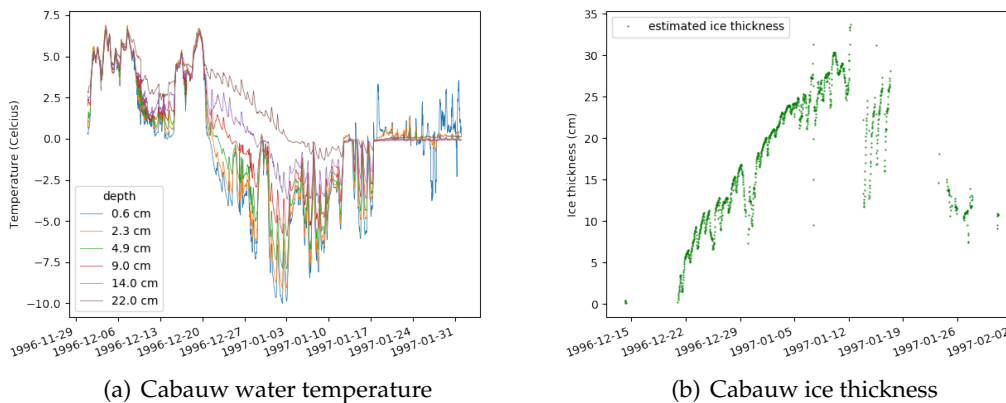 7.5
5.0
2.5
0.0
−2.5
−5.0
−7.5
−10.0
Temperature (Celcius)
depth
0.6 cm
2.3 cm
4.9 cm
9.0 cm
14.0 cm
22.0 cm
1996-11-29
1996-12-06
1996-12-13
1996-12-20
1996-12-27
1997-01-03
1997-01-10
1997-01-17
1997-01-24
1997-01-31
(a) Cabauw water temperature
35
30
25
20
15
10
5
0
Ice thickness (cm)
estimated ice thickness
1996-12-15
1996-12-22
1996-12-29
1997-01-05
1997-01-12
1997-01-19
1997-01-26
1997-02-02
(b) Cabauw ice thickness